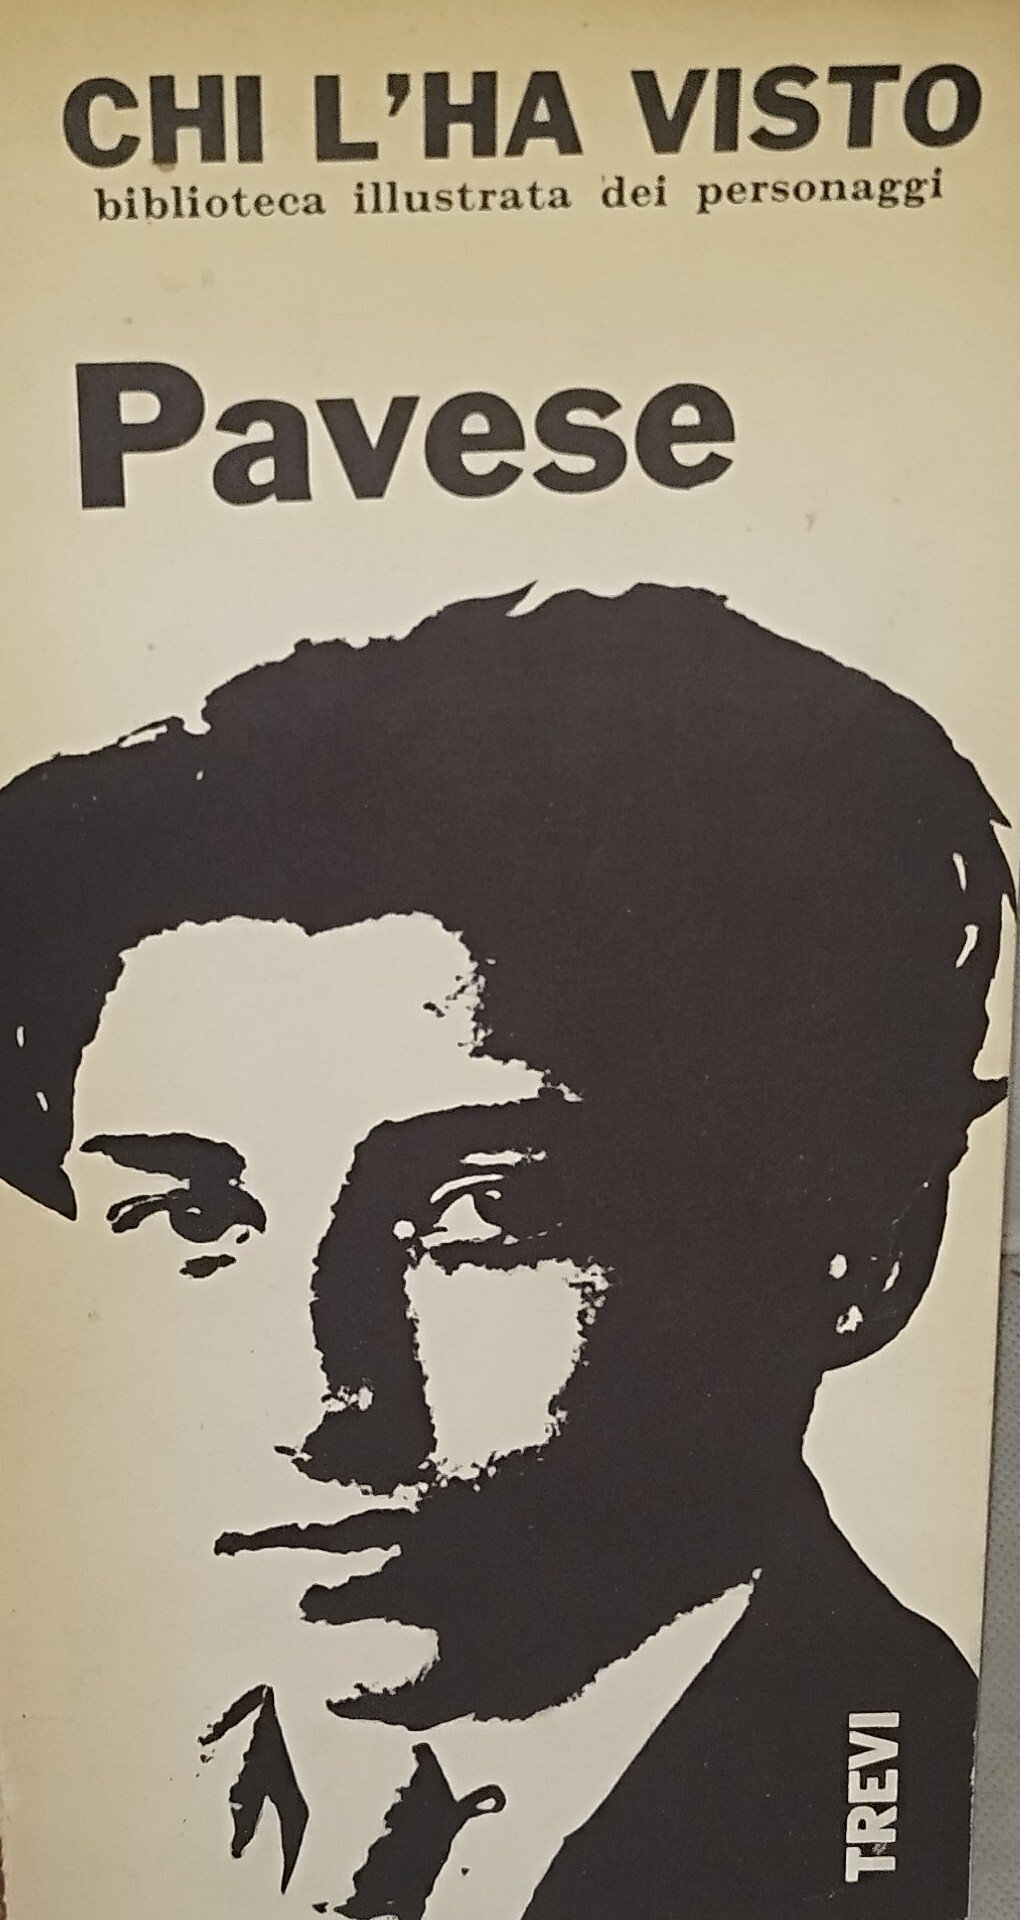 CHI L'HA VISTO
biblioteca illustrata dei personaggi
Pavese
TREVI